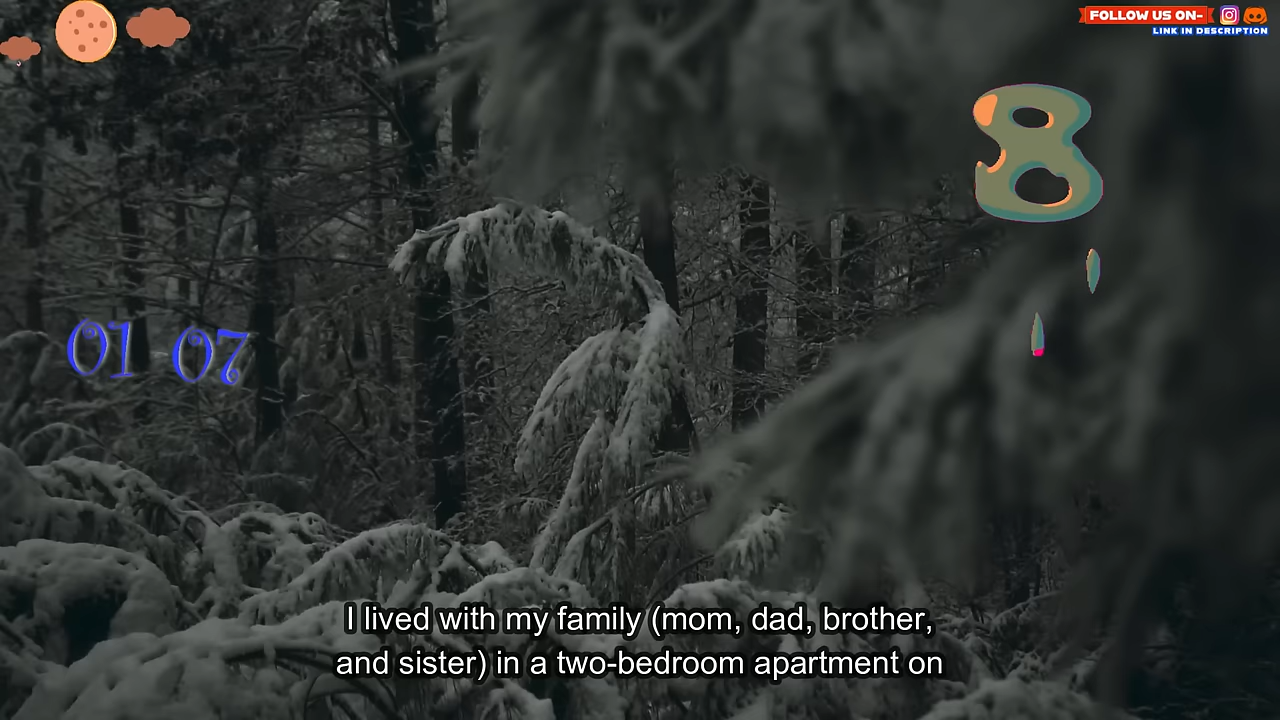 FOLLOW US ON-
LINK IN DESCRIPTION
8
01 07
I lived with my family (mom, dad, brother,
and sister) in a two-bedroom apartment on